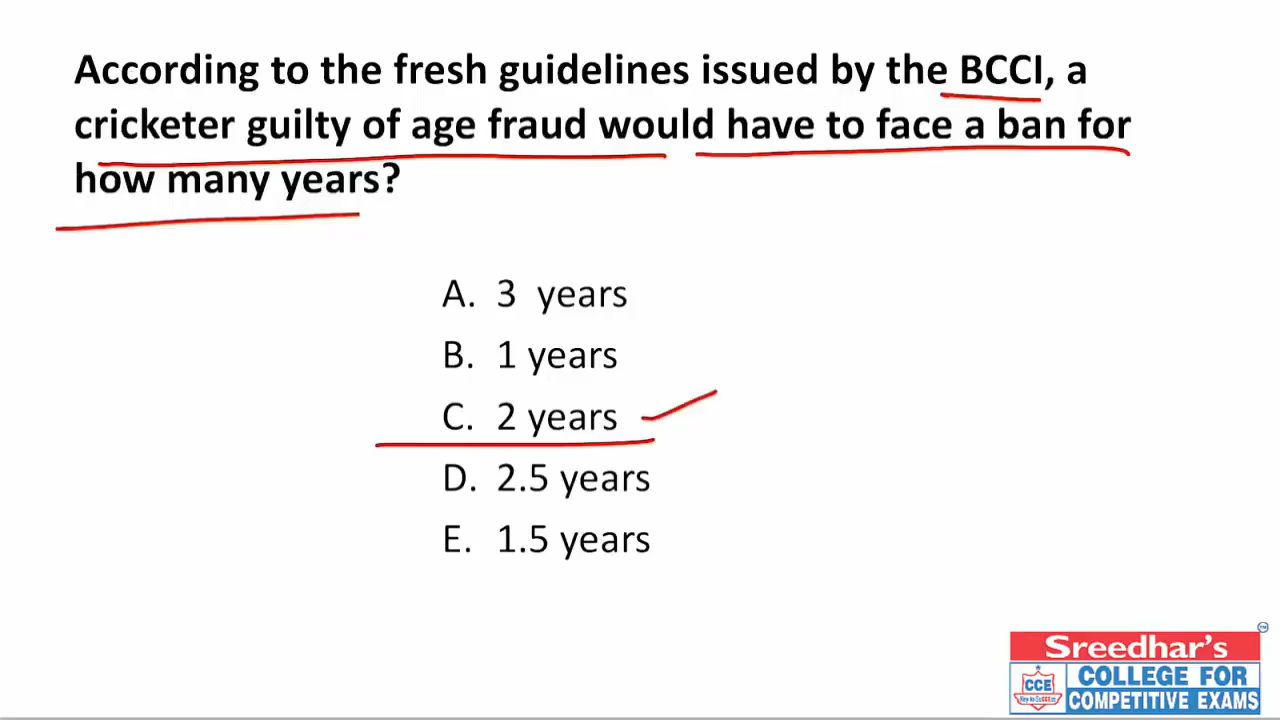 According to the fresh guidelines issued by the BCCI, a
cricketer guilty of age fraud would have to face a ban for
how many years?
A. 3 years
B. 1 years
C. 2 years
D. 2.5 years
E. 1.5 years
Sreedhar's
CCE
COLLEGE FOR
COMPETITIVE EXAMS